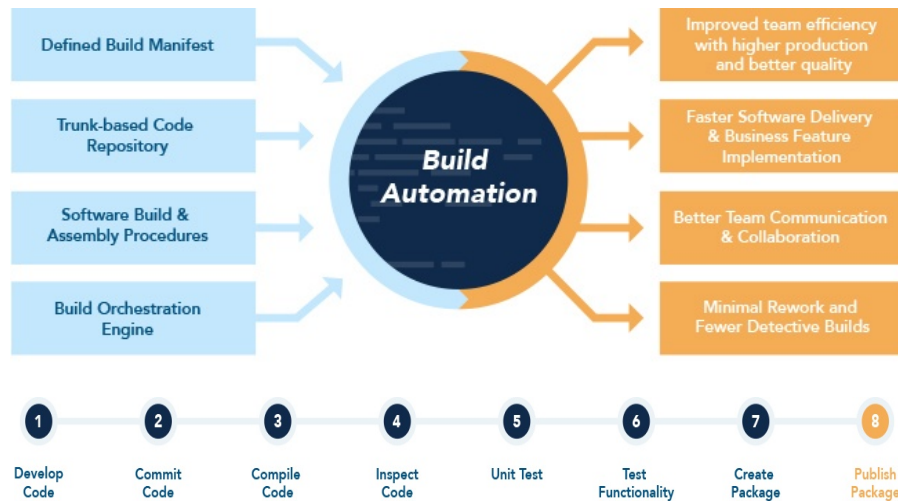 Defined Build Manifest
Trunk-based Code
Repository
Software Build &
Assembly Procedures
Build Orchestration
Engine
Build
Automation
Improved team efficiency
with higher production
and better quality
Faster Software Delivery
& Business Feature
Implementation
Better Team Communication
& Collaboration
Minimal Rework and
Fewer Detective Builds
1
2
3
4
5
6
7
8
Develop
Code
Commit
Code
Compile
Code
Inspect
Code
Unit Test
Test
Functionality
Create
Package
Publish
Package